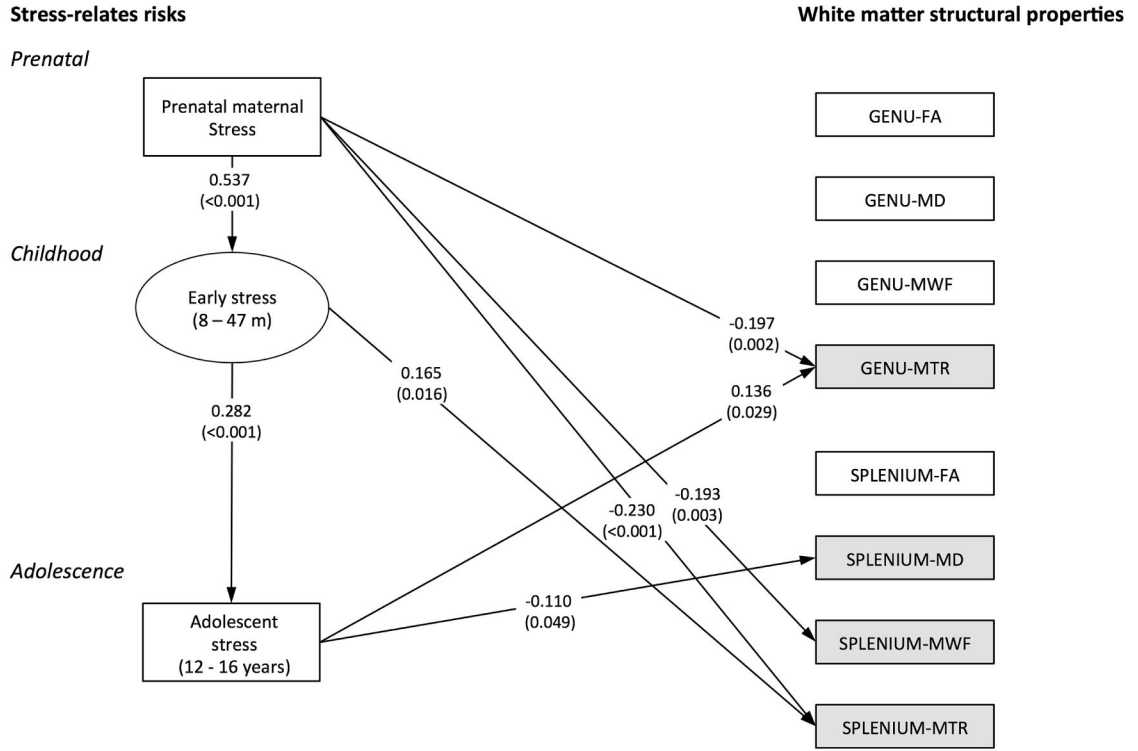 Stress-relates risks
White matter structural properties
Prenatal
Prenatal maternal
Stress
GENU-FA
0.537
(<0.001)
GENU-MD
Childhood
Early stress
(8 – 47 m)
GENU-MWF
-0.197
(0.002)
GENU-MTR
0.165
(0.016)
0.136
(0.029)
0.282
(<0.001)
SPLENIUM-FA
-0.193
(0.003)
-0.230
(<0.001)
Adolescence
SPLENIUM-MD
-0.110
(0.049)
Adolescent
stress
(12 - 16 years)
SPLENIUM-MWF
SPLENIUM-MTR